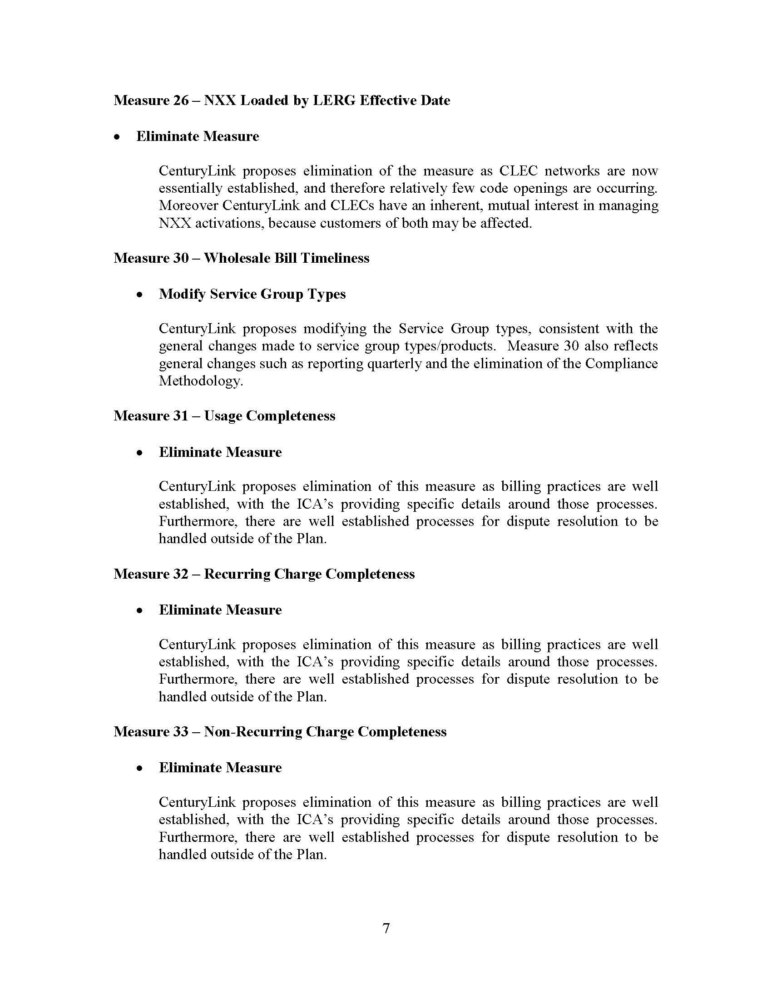 Measure 26 – NXX Loaded by LERG Effective Date
• Eliminate Measure
CenturyLink proposes elimination of the measure as CLEC networks are now
essentially established, and therefore relatively few code openings are occurring.
Moreover CenturyLink and CLECs have an inherent, mutual interest in managing
NXX activations, because customers of both may be affected.
Measure 30 – Wholesale Bill Timeliness
• Modify Service Group Types
CenturyLink proposes modifying the Service Group types, consistent with the
general changes made to service group types/products.  Measure 30 also reflects
general changes such as reporting quarterly and the elimination of the Compliance
Methodology.
Measure 31 – Usage Completeness
• Eliminate Measure
CenturyLink proposes elimination of this measure as billing practices are well
established, with the ICA’s providing specific details around those processes.
Furthermore, there are well established processes for dispute resolution to be
handled outside of the Plan.
Measure 32 – Recurring Charge Completeness
• Eliminate Measure
CenturyLink proposes elimination of this measure as billing practices are well
established, with the ICA’s providing specific details around those processes.
Furthermore, there are well established processes for dispute resolution to be
handled outside of the Plan.
Measure 33 – Non-Recurring Charge Completeness
• Eliminate Measure
CenturyLink proposes elimination of this measure as billing practices are well
established, with the ICA’s providing specific details around those processes.
Furthermore, there are well established processes for dispute resolution to be
handled outside of the Plan.
7